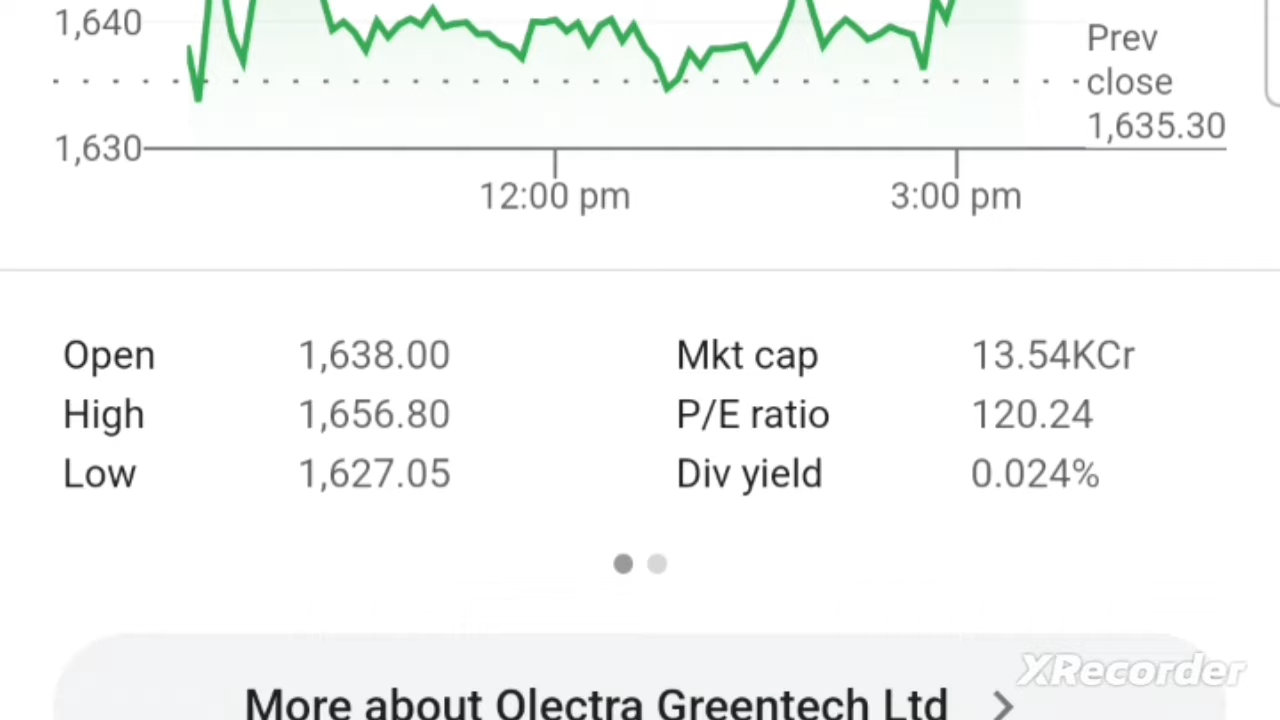 1,640
Prev
close
1,635.30
1,630
12:00 pm 3:00 pm
Open 1,638.00 Mkt cap 13.54KCr
High 1,656.80 P/E ratio 120.24
Low 1,627.05 Div yield 0.024%
More about Olectra Greentech Ltd
XRecorder